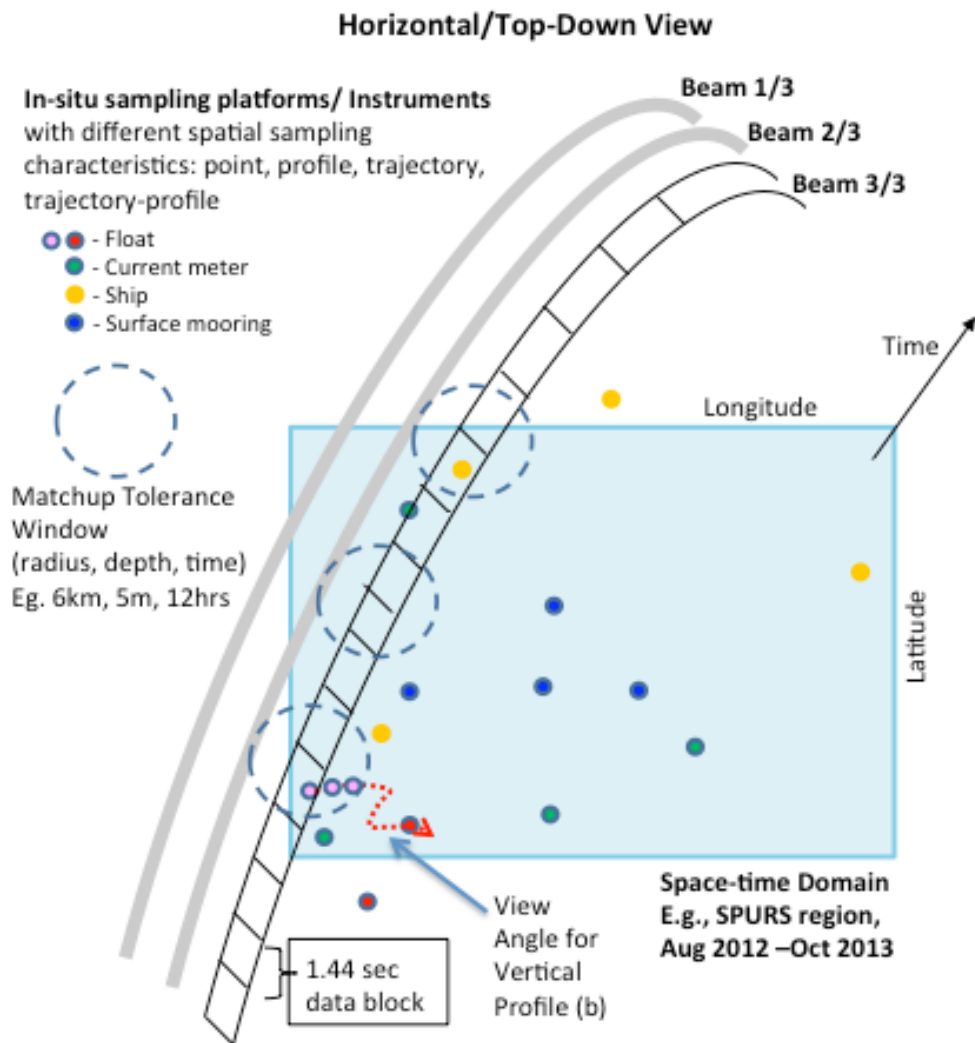 Horizontal/Top-Down View
In-situ sampling platforms/ Instruments
with different spatial sampling
characteristics: point, profile, trajectory,
trajectory-profile
- Float
- Current meter
- Ship
- Surface mooring
Matchup Tolerance
Window
(radius, depth, time)
Eg. 6km, 5m, 12hrs
Beam 1/3
Beam 2/3
Beam 3/3
Time
Longitude
Latitude
Space-time Domain
E.g., SPURS region,
Aug 2012 –Oct 2013
View
Angle for
Vertical
Profile (b)
1.44 sec
data block